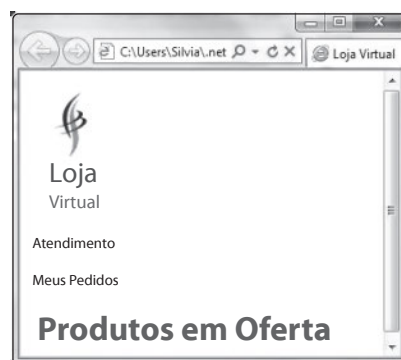 C:\Users\Silvia\.net
Loja Virtual
Loja
Virtual
Atendimento
Meus Pedidos
Produtos em Oferta